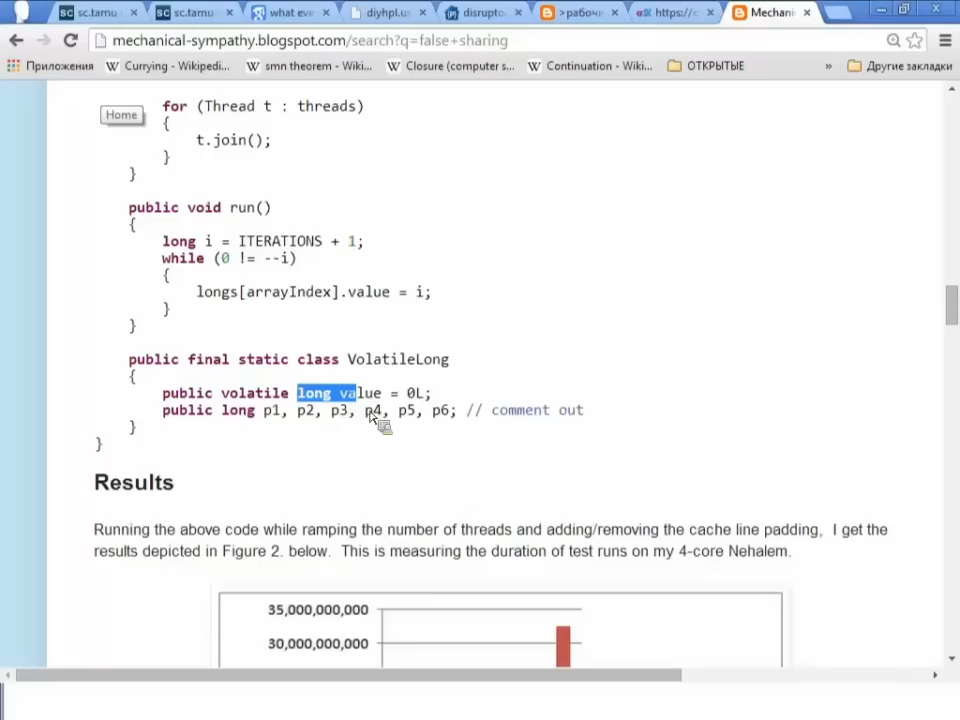 sc.tamu
sc.tamu
what eve
diyhpl.u
disrupto
>рабочи
https://c
Mechani
mechanical-sympathy.blogspot.com/search?q=false+sharing
Приложения
Currying - Wikipedi...
smn theorem - Wiki...
Closure (computer s...
Continuation - Wiki...
ОТКРЫТЫЕ
»
Другие закладки
Home
for (Thread t : threads)
{
t.join();
}
}
public void run()
{
long i = ITERATIONS + 1;
while (0 != --i)
{
longs[arrayIndex].value = i;
}
}
public final static class VolatileLong
{
public volatile long value = 0L;
public long p1, p2, p3, p4, p5, p6; // comment out
}
}
Results
Running the above code while ramping the number of threads and adding/removing the cache line padding, I get the
results depicted in Figure 2. below. This is measuring the duration of test runs on my 4-core Nehalem.
35,000,000,000
30,000,000,000